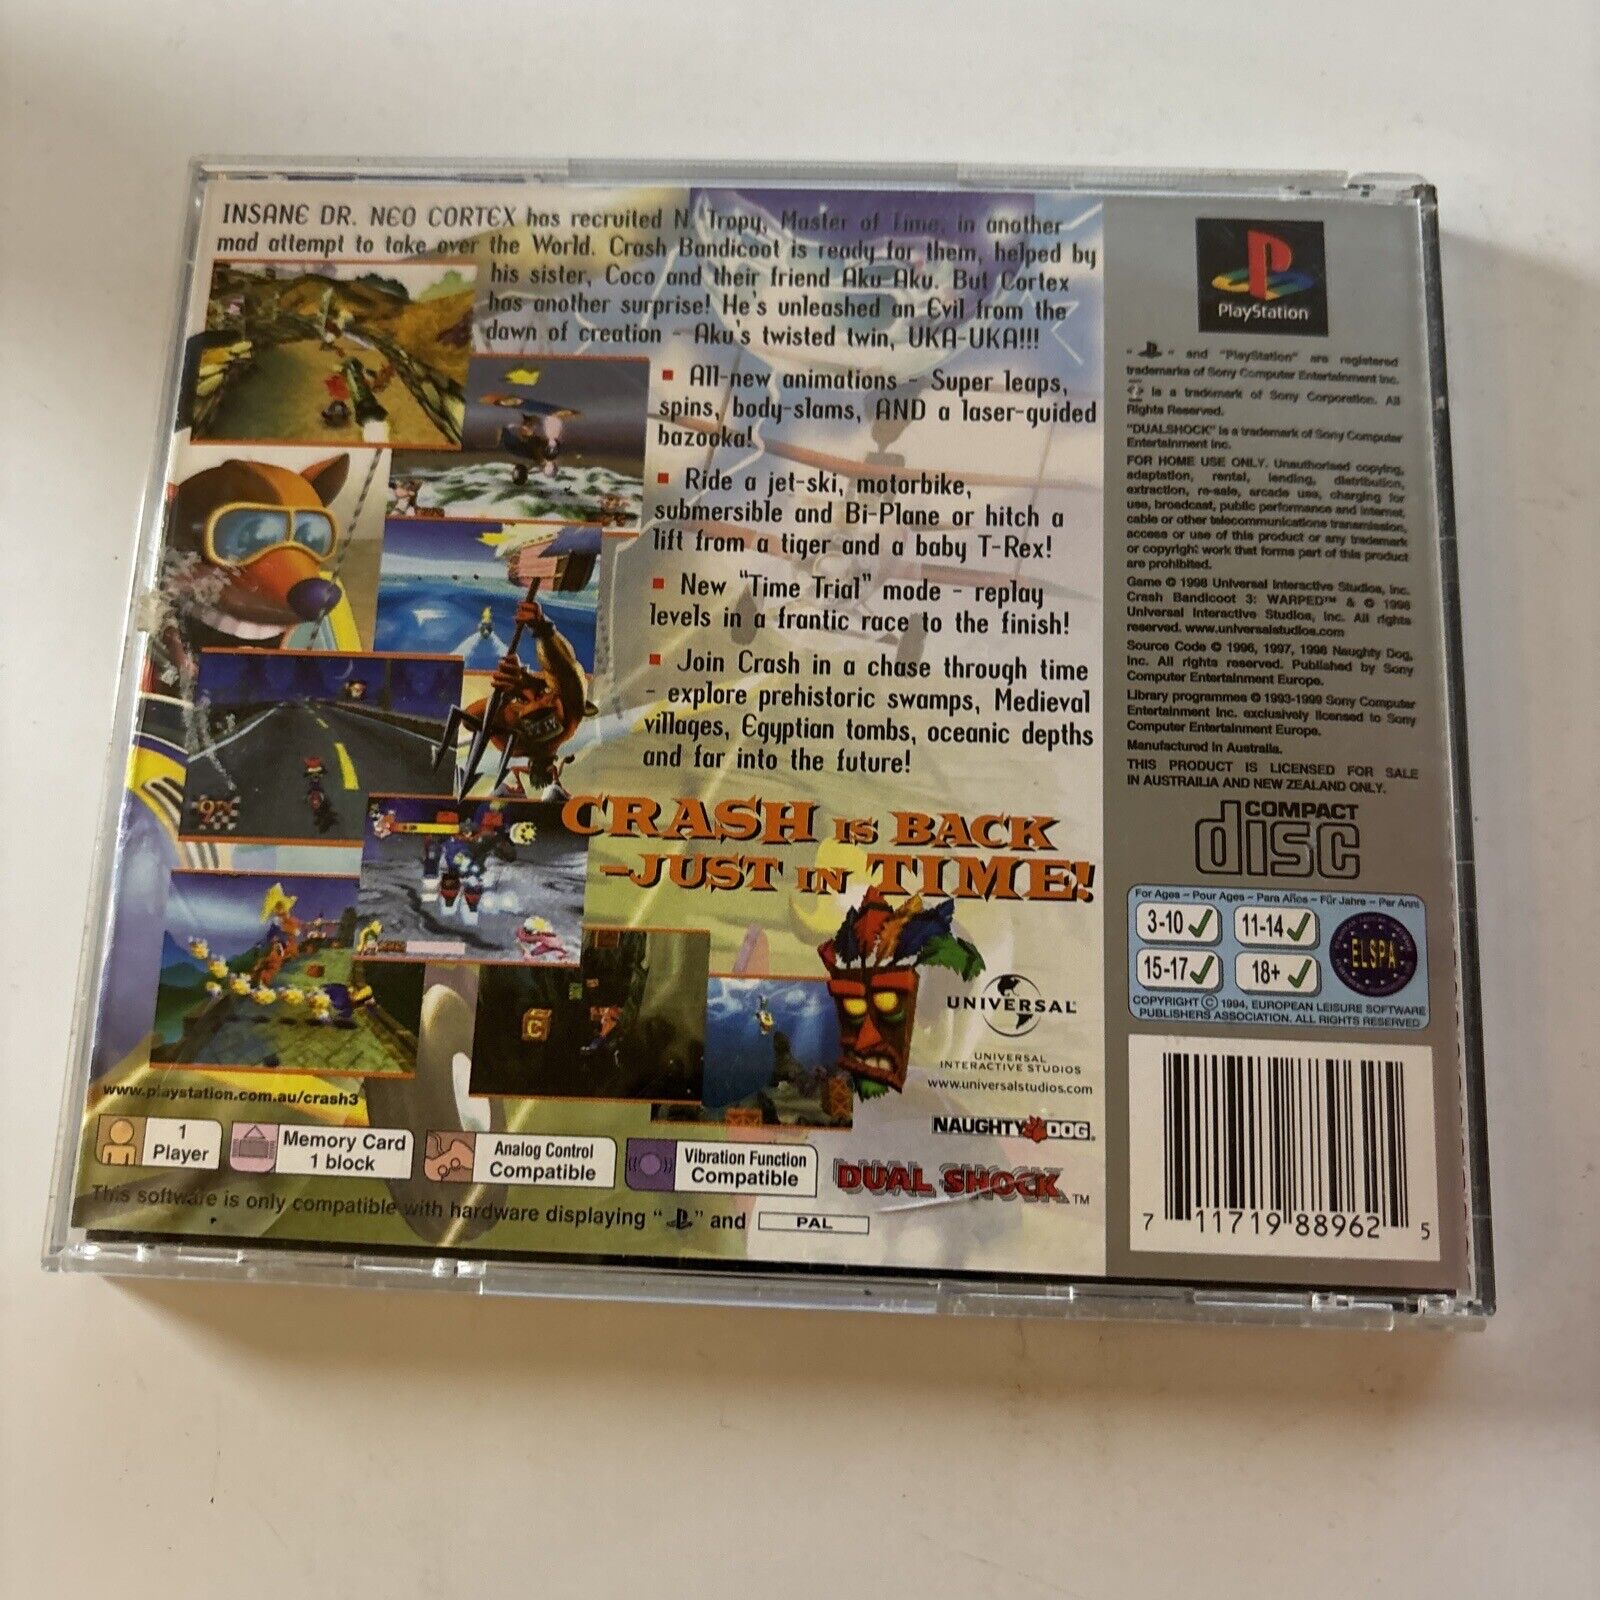 INSANE DR. NEO CORTEX has recruited N. Tropy, Master of Time, in another
mad attempt to take over the World. Crash Bandicoot is ready for them, helped by
his sister, Coco and their friend Aku Aku. But Cortex
has another surprise! He's unleashed an Evil from the
dawn of creation - Aku's twisted twin, UKA-UKA!!!
▪ All-new animations - Super leaps,
spins, body-slams, AND a laser-guided
bazooka!
▪ Ride a jet-ski, motorbike,
submersible and Bi-Plane or hitch a
lift from a tiger and a baby T-Rex!
▪ New "Time Trial" mode - replay
levels in a frantic race to the finish!
▪ Join Crash in a chase through time
- explore prehistoric swamps, Medieval
villages, Egyptian tombs, oceanic depths
and far into the future!
CRASH IS BACK
-JUST IN TIME!
UNIVERSAL
UNIVERSAL
INTERACTIVE STUDIOS
www.universalstudios.com
NAUGHTY DOG.
DUAL SHOCK™
www.playstation.com.au/crash3
1
Player
Memory Card
1 block
Analog Control
Compatible
Vibration Function
Compatible
This software is only compatible with hardware displaying " " and PAL
PlayStation
" " and "PlayStation" are registered
trademarks of Sony Computer Entertainment Inc.
is a trademark of Sony Corporation. All
Rights Reserved.
"DUALSHOCK" is a trademark of Sony Computer
Entertainment Inc.
FOR HOME USE ONLY. Unauthorised copying,
adaptation, rental, lending, distribution,
extraction, re-sale, arcade use, charging for
use, broadcast, public performance and internet,
cable or other telecommunications transmission,
access or use of this product or any trademark
or copyright work that forms part of this product
are prohibited.
Game © 1998 Universal Interactive Studios, Inc.
Crash Bandicoot 3: WARPED™ & © 1998
Universal Interactive Studios, Inc. All rights
reserved. www.universalstudios.com
Source Code © 1996, 1997, 1998 Naughty Dog,
Inc. All rights reserved. Published by Sony
Computer Entertainment Europe.
Library programmes © 1993-1999 Sony Computer
Entertainment Inc. exclusively licensed to Sony
Computer Entertainment Europe.
Manufactured in Australia.
THIS PRODUCT IS LICENSED FOR SALE
IN AUSTRAILIA AND NEW ZEALAND ONLY.
COMPACT
disc
For Ages - Pour Ages - Para Años - Für Jahre - Per Anni
3-10 ✓ 11-14 ✓
15-17 ✓ 18+ ✓
ELSPA
COPYRIGHT © 1994, EUROPEAN LEISURE SOFTWARE
PUBLISHERS ASSOCIATION. ALL RIGHTS RESERVED
7 11719 88962 5